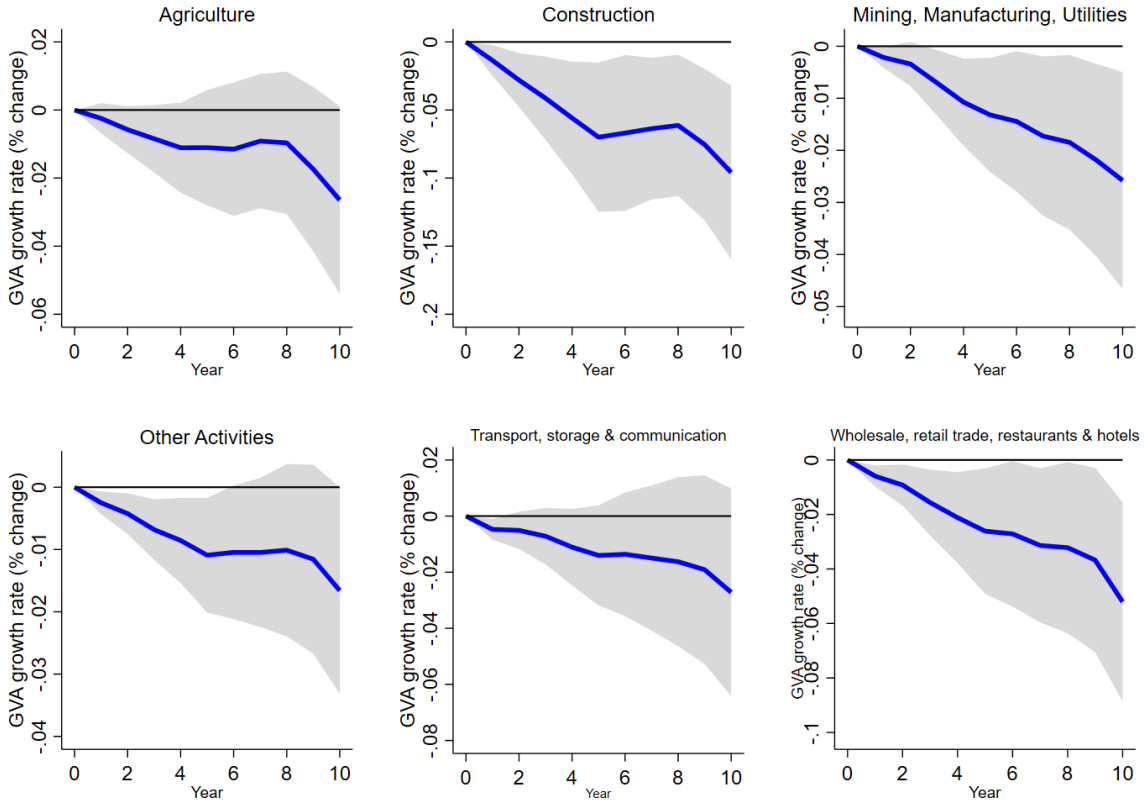 Agriculture
GVA growth rate (% change)
.02
0
-.02
-.04
-.06
0 2 4 6 8 10
Year
Construction
GVA growth rate (% change)
0
-.05
-.1
-.15
-.2
0 2 4 6 8 10
Year
Mining, Manufacturing, Utilities
GVA growth rate (% change)
0
-.01
-.02
-.03
-.04
-.05
0 2 4 6 8 10
Year
Other Activities
GVA growth rate (% change)
0
-.01
-.02
-.03
-.04
0 2 4 6 8 10
Year
Transport, storage & communication
GVA growth rate (% change)
.02
0
-.02
-.04
-.06
-.08
0 2 4 6 8 10
Year
Wholesale, retail trade, restaurants & hotels
GVA growth rate (% change)
0
-.02
-.04
-.06
-.08
-.1
0 2 4 6 8 10
Year